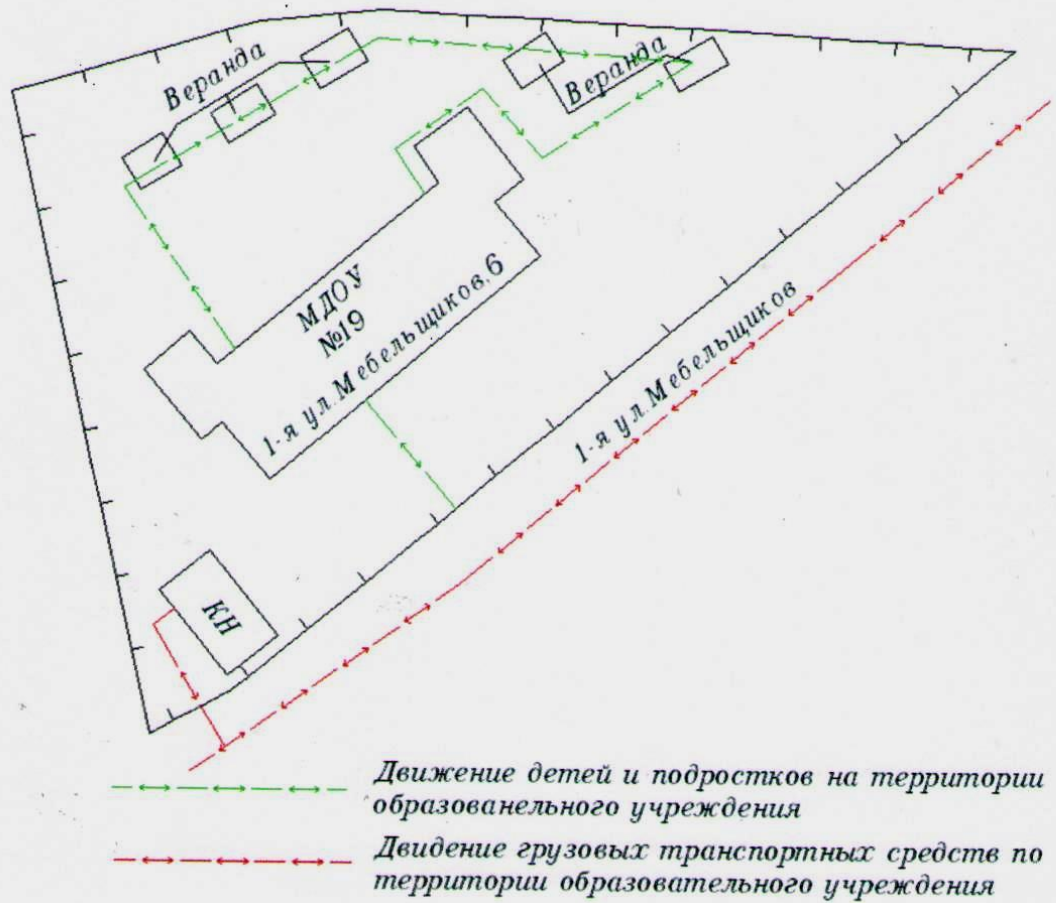 Веранда
Веранда
МДОУ
№19
1-я ул.Мебельщиков,6
1-я ул.Мебельщиков
КН
Движение детей и подростков на территории
образованельного учреждения
Двидение грузовых транспортных средств по
территории образовательного учреждения